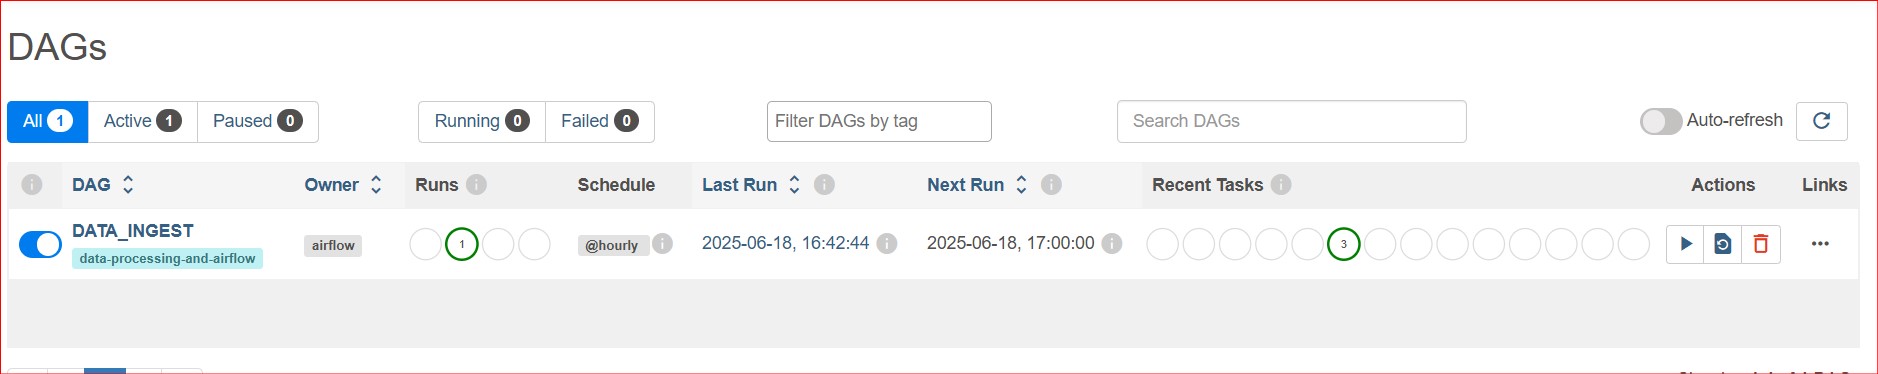 DAGs
All 1 Active 1 Paused 0 Running 0 Failed 0 Filter DAGs by tag Search DAGs Auto-refresh
DAG Owner Runs Schedule Last Run Next Run Recent Tasks Actions Links
DATA_INGEST
airflow 1 @hourly 2025-06-18, 16:42:44 2025-06-18, 17:00:00 3
data-processing-and-airflow